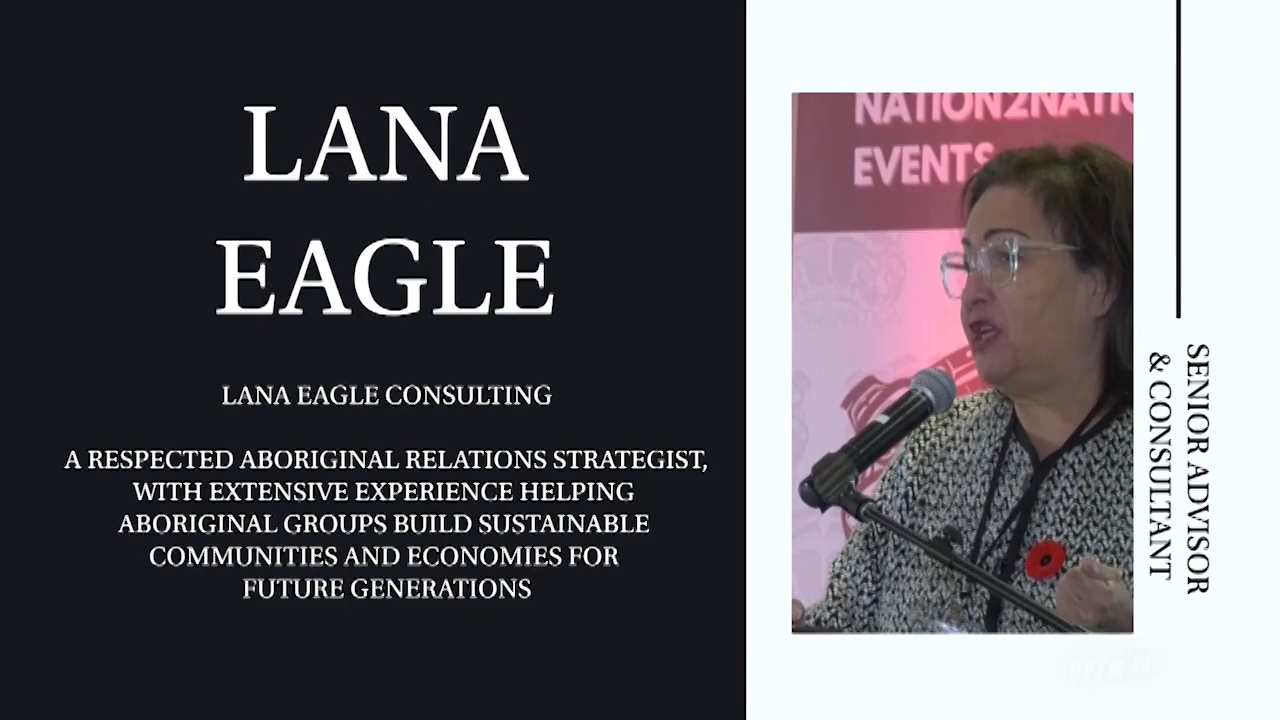 LANA
EAGLE
LANA EAGLE CONSULTING
A RESPECTED ABORIGINAL RELATIONS STRATEGIST,
WITH EXTENSIVE EXPERIENCE HELPING
ABORIGINAL GROUPS BUILD SUSTAINABLE
COMMUNITIES AND ECONOMIES FOR
FUTURE GENERATIONS
NATION2NATIO
EVENTS
SENIOR ADVISOR
& CONSULTANT